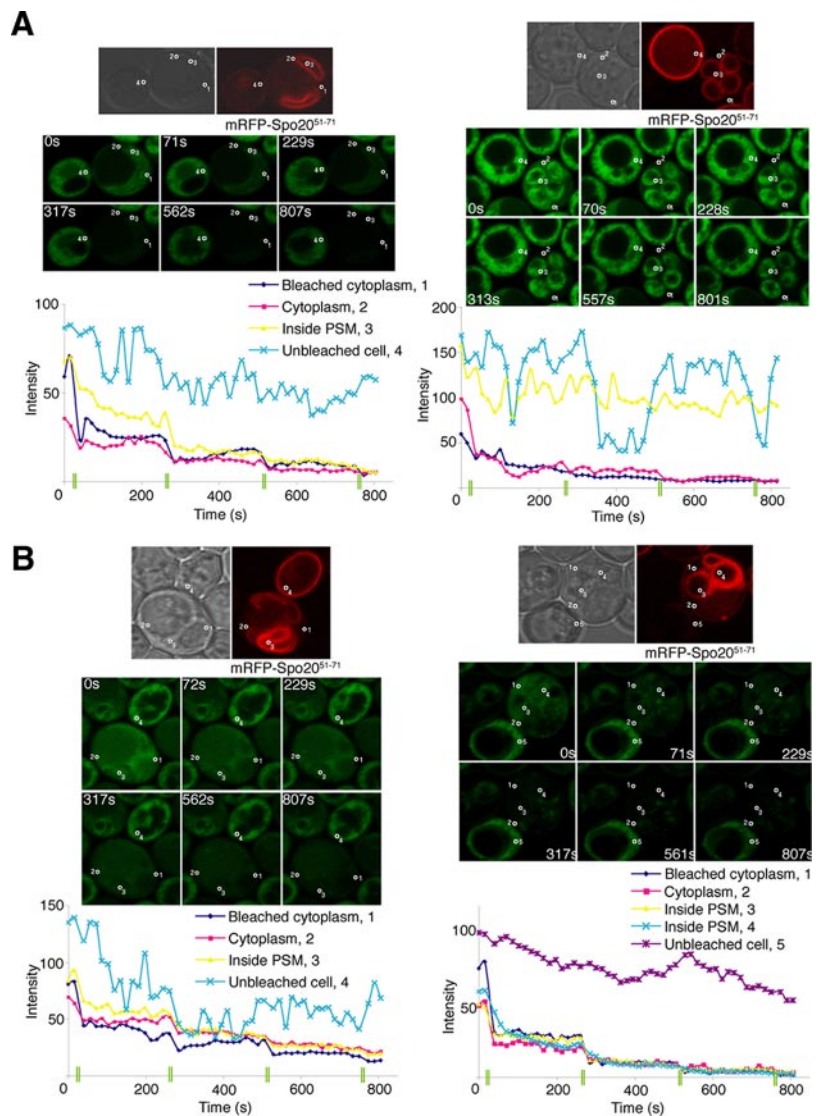 A
mRFP-Spo20⁵¹⁻⁷¹
0s 71s 229s
317s 562s 807s
Bleached cytoplasm, 1
Cytoplasm, 2
Inside PSM, 3
Unbleached cell, 4
100
50
Intensity
0 200 400 600 800
Time (s)
mRFP-Spo20⁵¹⁻⁷¹
0s 70s 228s
313s 557s 801s
200
150
100
50
Intensity
0 200 400 600 800
Time (s)
B
mRFP-Spo20⁵¹⁻⁷¹
0s 72s 229s
317s 562s 807s
Bleached cytoplasm, 1
Cytoplasm, 2
Inside PSM, 3
Unbleached cell, 4
150
100
50
Intensity
0 200 400 600 800
Time (s)
mRFP-Spo20⁵¹⁻⁷¹
0s 71s 229s
317s 561s 807s
Bleached cytoplasm, 1
Cytoplasm, 2
Inside PSM, 3
Inside PSM, 4
Unbleached cell, 5
100
50
Intensity
0 200 400 600 800
Time (s)